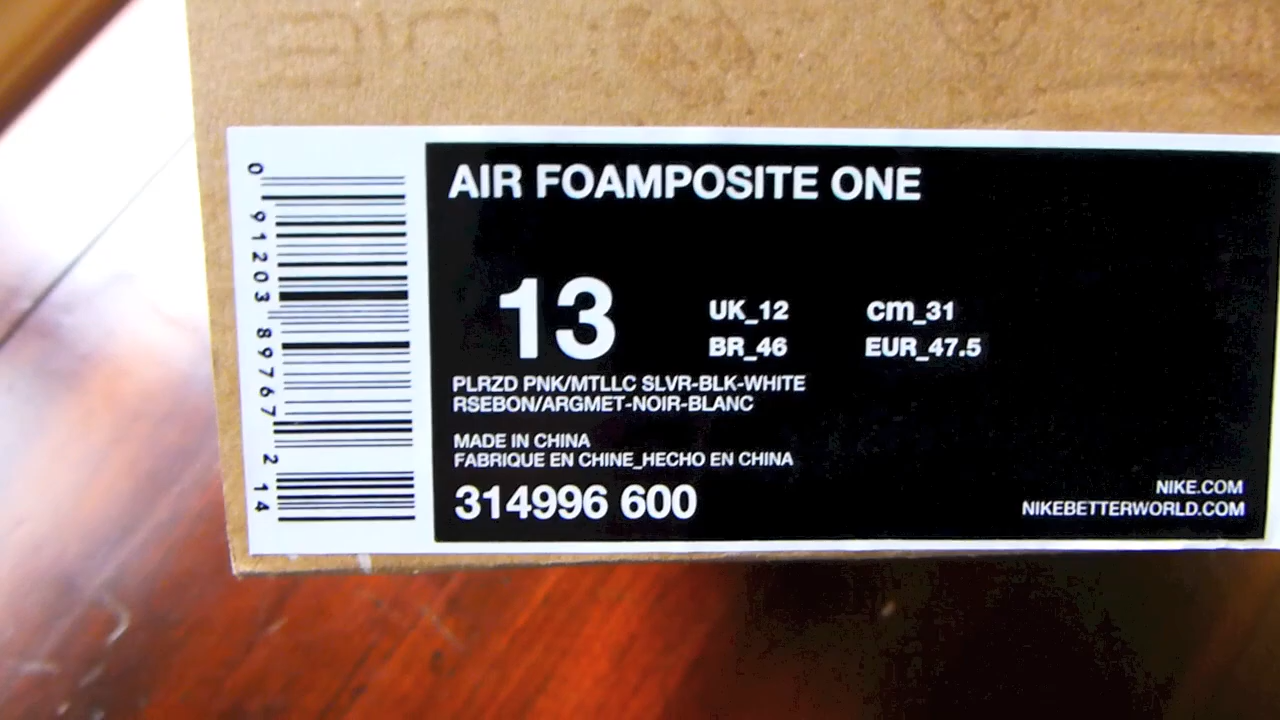 0 91203 89767 2 14
AIR FOAMPOSITE ONE
13
UK_12 cm_31
BR_46 EUR_47.5
PLRZD PNK/MTLLC SLVR-BLK-WHITE
RSEBON/ARGMET-NOIR-BLANC
MADE IN CHINA
FABRIQUE EN CHINE_HECHO EN CHINA
314996 600
NIKE.COM
NIKEBETTERWORLD.COM